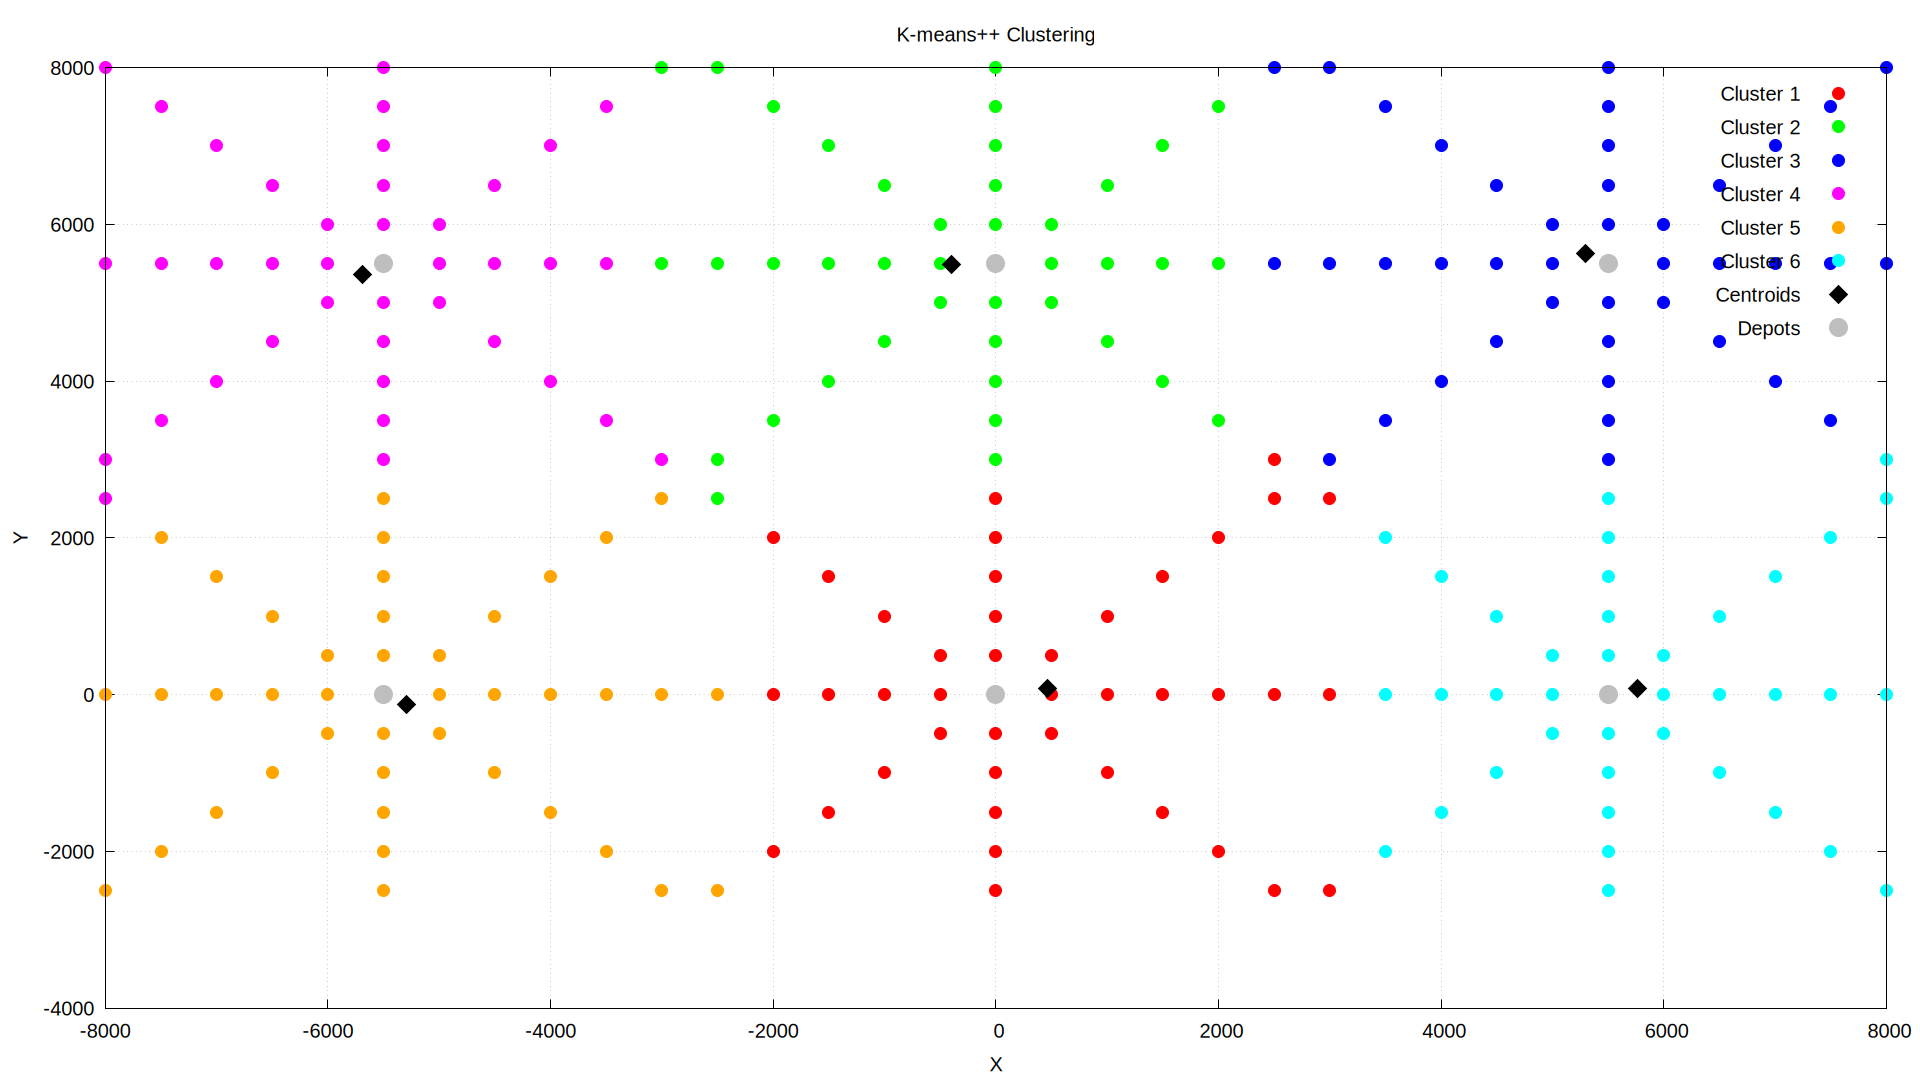 K-means++ Clustering
8000
6000
4000
2000
0
-2000
-4000
Y
Cluster 1
Cluster 2
Cluster 3
Cluster 4
Cluster 5
Cluster 6
Centroids
Depots
-8000 -6000 -4000 -2000 0 2000 4000 6000 8000
X